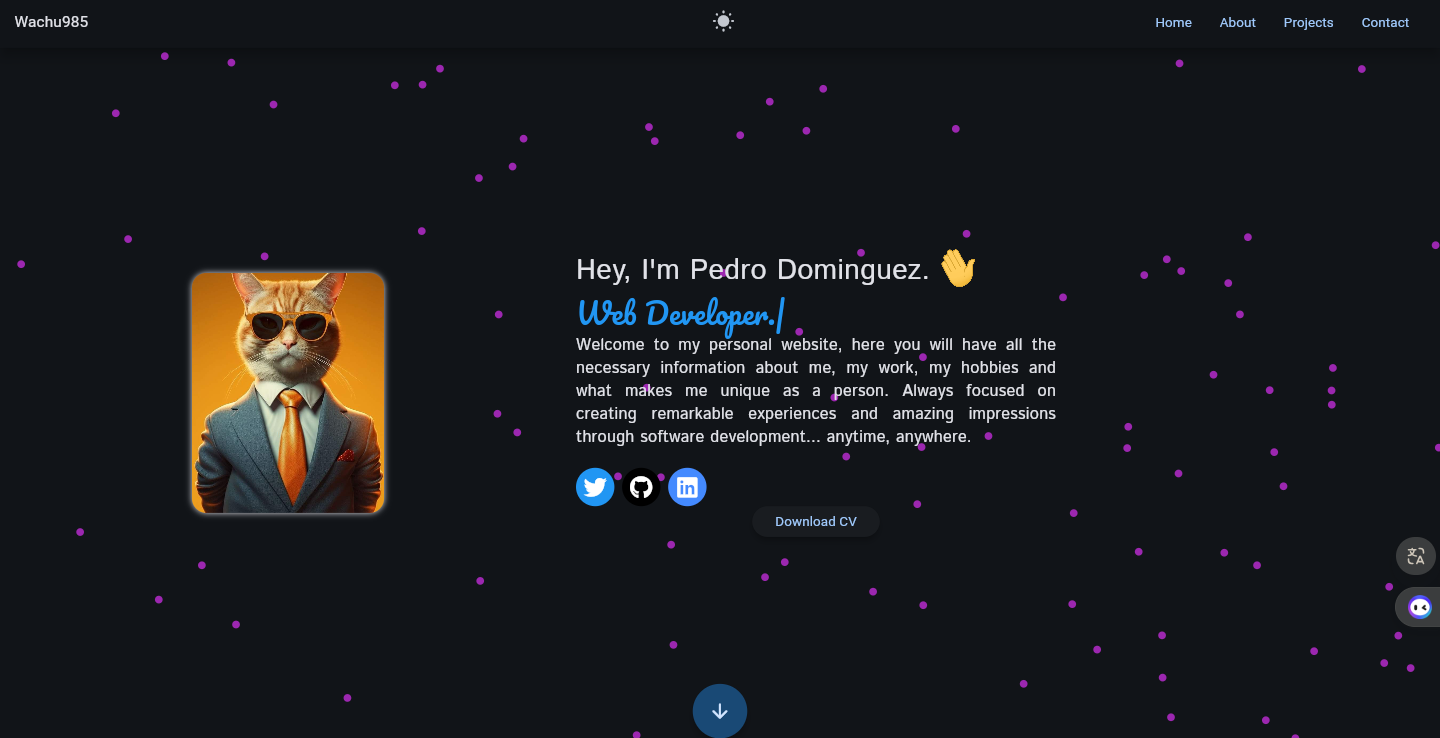 Wachu985
Home About Projects Contact
Hey, I'm Pedro Dominguez. 👋
Web Developer.|
Welcome to my personal website, here you will have all the
necessary information about me, my work, my hobbies and
what makes me unique as a person. Always focused on
creating remarkable experiences and amazing impressions
through software development... anytime, anywhere.
in
Download CV